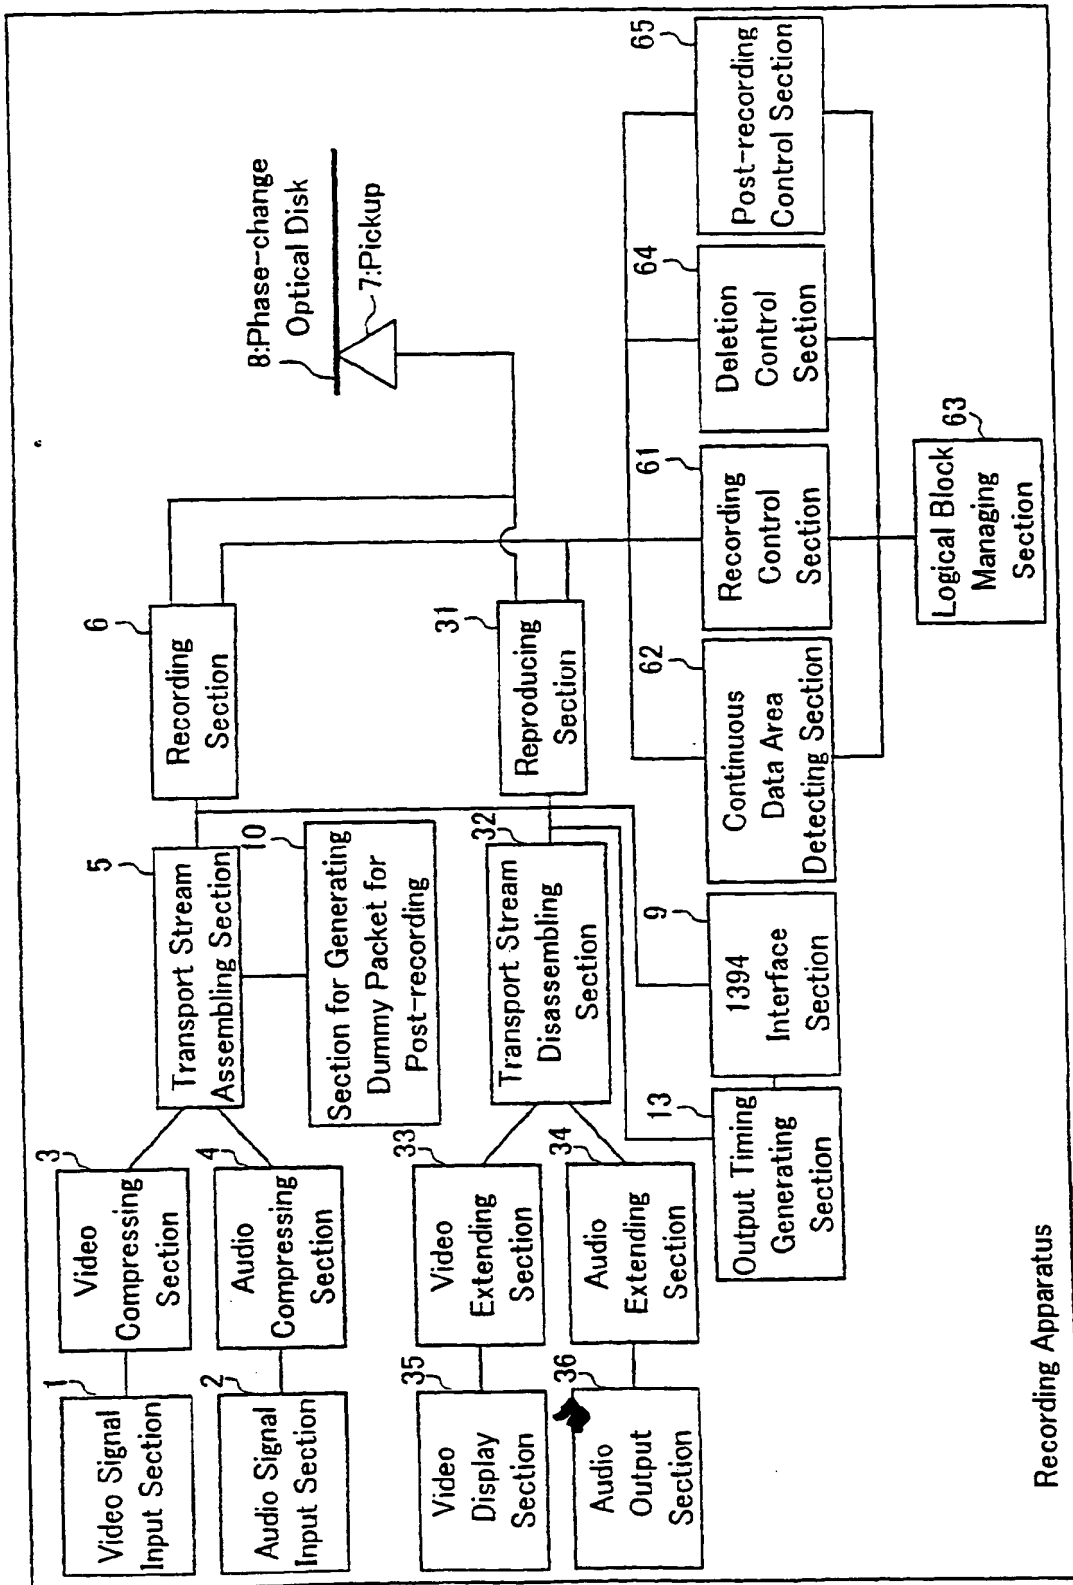 1
Video Signal
Input Section
3
Video
Compressing
Section
5
Transport Stream
Assembling Section
6
Recording
Section
8:Phase-change
Optical Disk
7:Pickup
2
Audio Signal
Input Section
4
Audio
Compressing
Section
10
Section for Generating
Dummy Packet for
Post-recording
35
Video
Display
Section
33
Video
Extending
Section
32
Transport Stream
Disassembling
Section
31
Reproducing
Section
36
Audio
Output
Section
34
Audio
Extending
Section
13
Output Timing
Generating
Section
9
1394
Interface
Section
62
Continuous
Data Area
Detecting Section
61
Recording
Control
Section
64
Deletion
Control
Section
65
Post-recording
Control Section
63
Logical Block
Managing
Section
Recording Apparatus